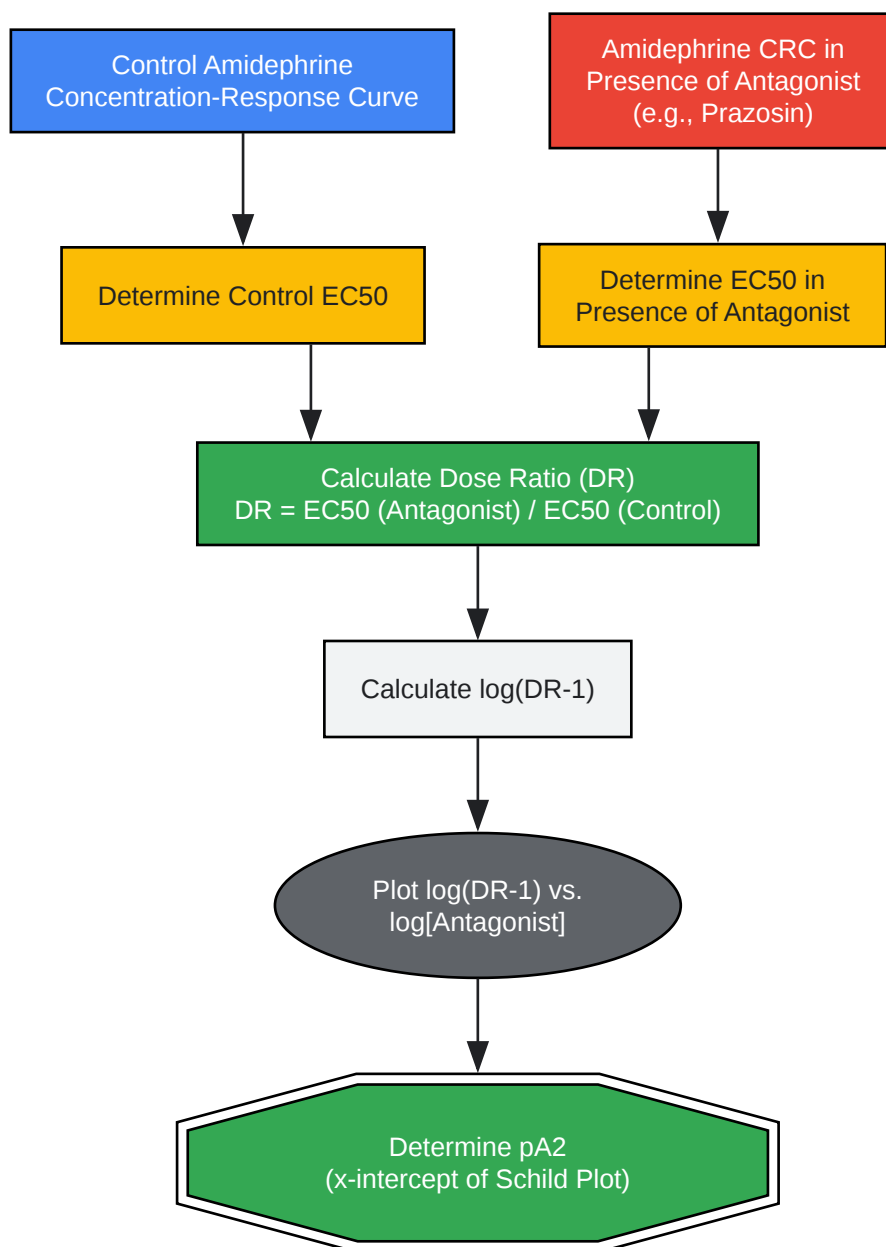 Control Amidephrine
Concentration-Response Curve
Amidephrine CRC in
Presence of Antagonist
(e.g., Prazosin)
Determine Control EC50
Determine EC50 in
Presence of Antagonist
Calculate Dose Ratio (DR)
DR = EC50 (Antagonist) / EC50 (Control)
Calculate log(DR-1)
Plot log(DR-1) vs.
log[Antagonist]
Determine pA2
(x-intercept of Schild Plot)